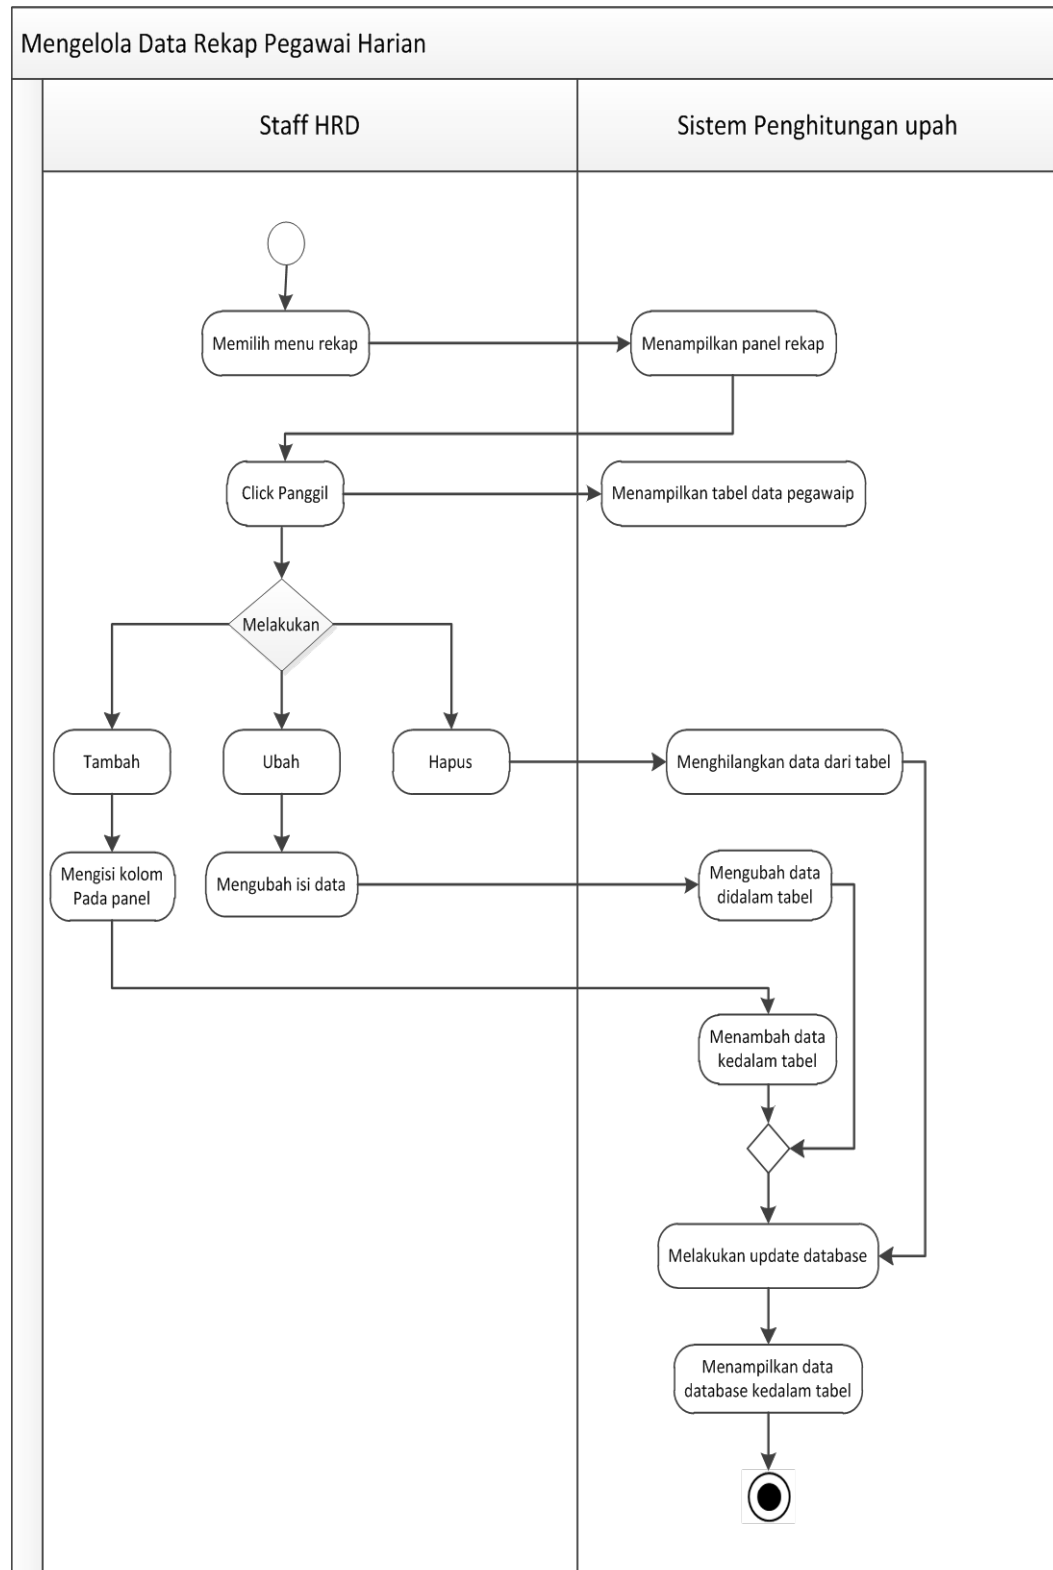 Mengelola Data Rekap Pegawai Harian
Staff HRD
Sistem Penghitungan upah
Memilih menu rekap
Menampilkan panel rekap
Click Panggil
Menampilkan tabel data pegawaip
Melakukan
Tambah
Ubah
Hapus
Menghilangkan data dari tabel
Mengisi kolom
Pada panel
Mengubah isi data
Mengubah data
didalam tabel
Menambah data
kedalam tabel
Melakukan update database
Menampilkan data
database kedalam tabel